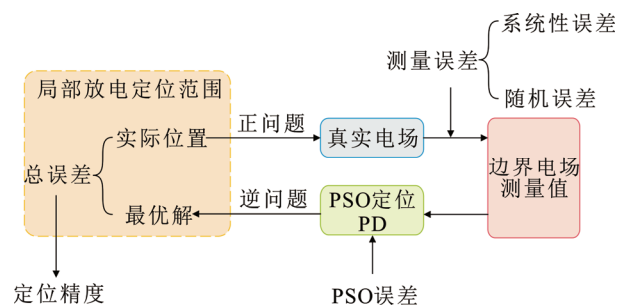 系统性误差
测量误差
随机误差
局部放电定位范围
实际位置
正问题
真实电场
边界电场
测量值
总误差
最优解
逆问题
PSO定位
PD
定位精度
PSO误差